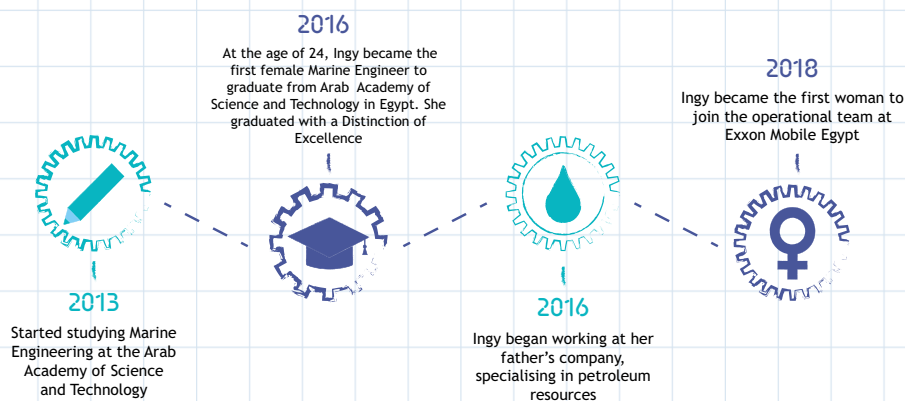 2013
Started studying Marine
Engineering at the Arab
Academy of Science
and Technology
2016
At the age of 24, Ingy became the
first female Marine Engineer to
graduate from Arab Academy of
Science and Technology in Egypt. She
graduated with a Distinction of
Excellence
2016
Ingy began working at her
father's company,
specialising in petroleum
resources
2018
Ingy became the first woman to
join the operational team at
Exxon Mobile Egypt